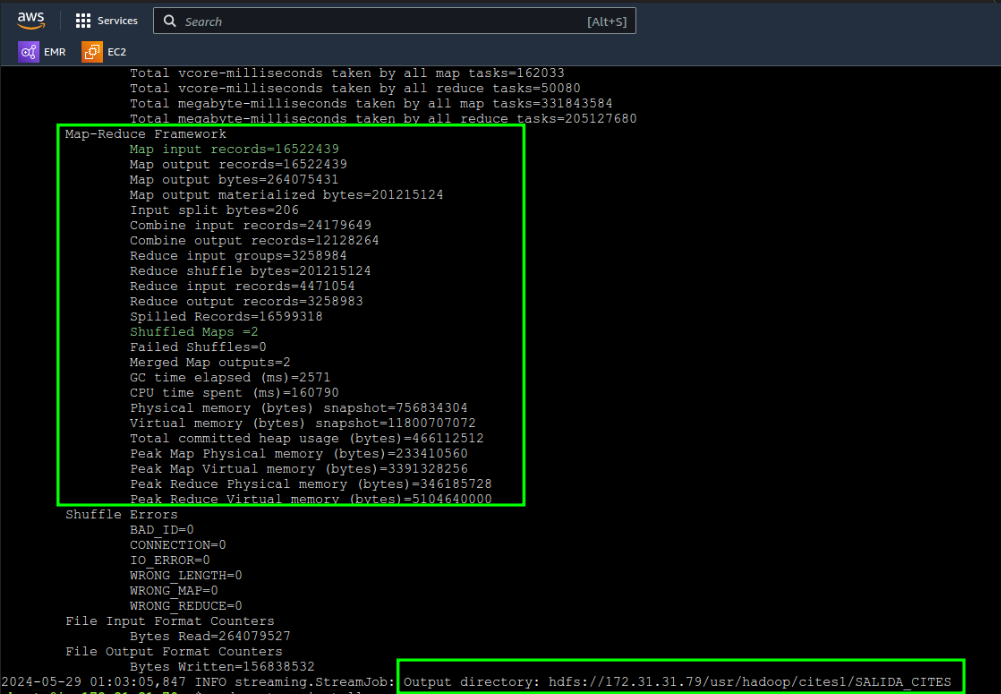 aws
Services
Search
[Alt+S]
EMR
EC2
Total vcore-milliseconds taken by all map tasks=162033
Total vcore-milliseconds taken by all reduce tasks=50080
Total megabyte-milliseconds taken by all map tasks=331843584
Total megabyte-milliseconds taken by all reduce tasks=205127680
Map-Reduce Framework
Map input records=16522439
Map output records=16522439
Map output bytes=264075431
Map output materialized bytes=201215124
Input split bytes=206
Combine input records=24179649
Combine output records=12128264
Reduce input groups=3258984
Reduce shuffle bytes=201215124
Reduce input records=4471054
Reduce output records=3258983
Spilled Records=16599318
Shuffled Maps =2
Failed Shuffles=0
Merged Map outputs=2
GC time elapsed (ms)=2571
CPU time spent (ms)=160790
Physical memory (bytes) snapshot=756834304
Virtual memory (bytes) snapshot=11800707072
Total committed heap usage (bytes)=466112512
Peak Map Physical memory (bytes)=233410560
Peak Map Virtual memory (bytes)=3391328256
Peak Reduce Physical memory (bytes)=346185728
Peak Reduce Virtual memory (bytes)=5104640000
Shuffle Errors
BAD_ID=0
CONNECTION=0
IO_ERROR=0
WRONG_LENGTH=0
WRONG_MAP=0
WRONG_REDUCE=0
File Input Format Counters
Bytes Read=264079527
File Output Format Counters
Bytes Written=156838532
2024-05-29 01:03:05,847 INFO streaming.StreamJob: Output directory: hdfs://172.31.31.79/usr/hadoop/cites1/SALIDA_CITES